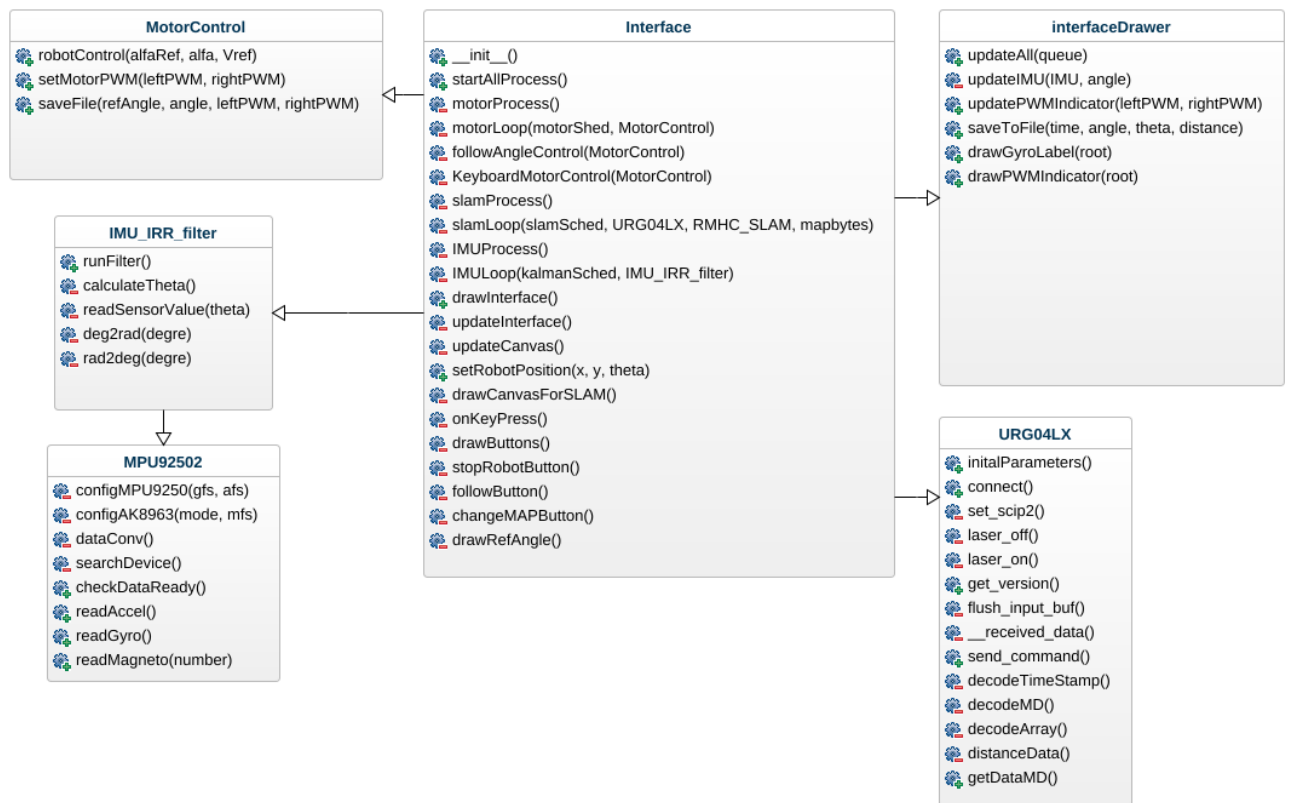 MotorControl
robotControl(alfaRef, alfa, Vref)
setMotorPWM(leftPWM, rightPWM)
saveFile(refAngle, angle, leftPWM, rightPWM)
IMU_IRR_filter
runFilter()
calculateTheta()
readSensorValue(theta)
deg2rad(degre)
rad2deg(degre)
MPU92502
configMPU9250(gfs, afs)
configAK8963(mode, mfs)
dataConv()
searchDevice()
checkDataReady()
readAccel()
readGyro()
readMagneto(number)
Interface
__init__()
startAllProcess()
motorProcess()
motorLoop(motorShed, MotorControl)
followAngleControl(MotorControl)
KeyboardMotorControl(MotorControl)
slamProcess()
slamLoop(slamSched, URG04LX, RMHC_SLAM, mapbytes)
IMUProcess()
IMULoop(kalmanSched, IMU_IRR_filter)
drawInterface()
updateInterface()
updateCanvas()
setRobotPosition(x, y, theta)
drawCanvasForSLAM()
onKeyPress()
drawButtons()
stopRobotButton()
followButton()
changeMAPButton()
drawRefAngle()
interfaceDrawer
updateAll(queue)
updateIMU(IMU, angle)
updatePWMIndicator(leftPWM, rightPWM)
saveToFile(time, angle, theta, distance)
drawGyroLabel(root)
drawPWMIndicator(root)
URG04LX
initalParameters()
connect()
set_scip2()
laser_off()
laser_on()
get_version()
flush_input_buf()
__received_data()
send_command()
decodeTimeStamp()
decodeMD()
decodeArray()
distanceData()
getDataMD()